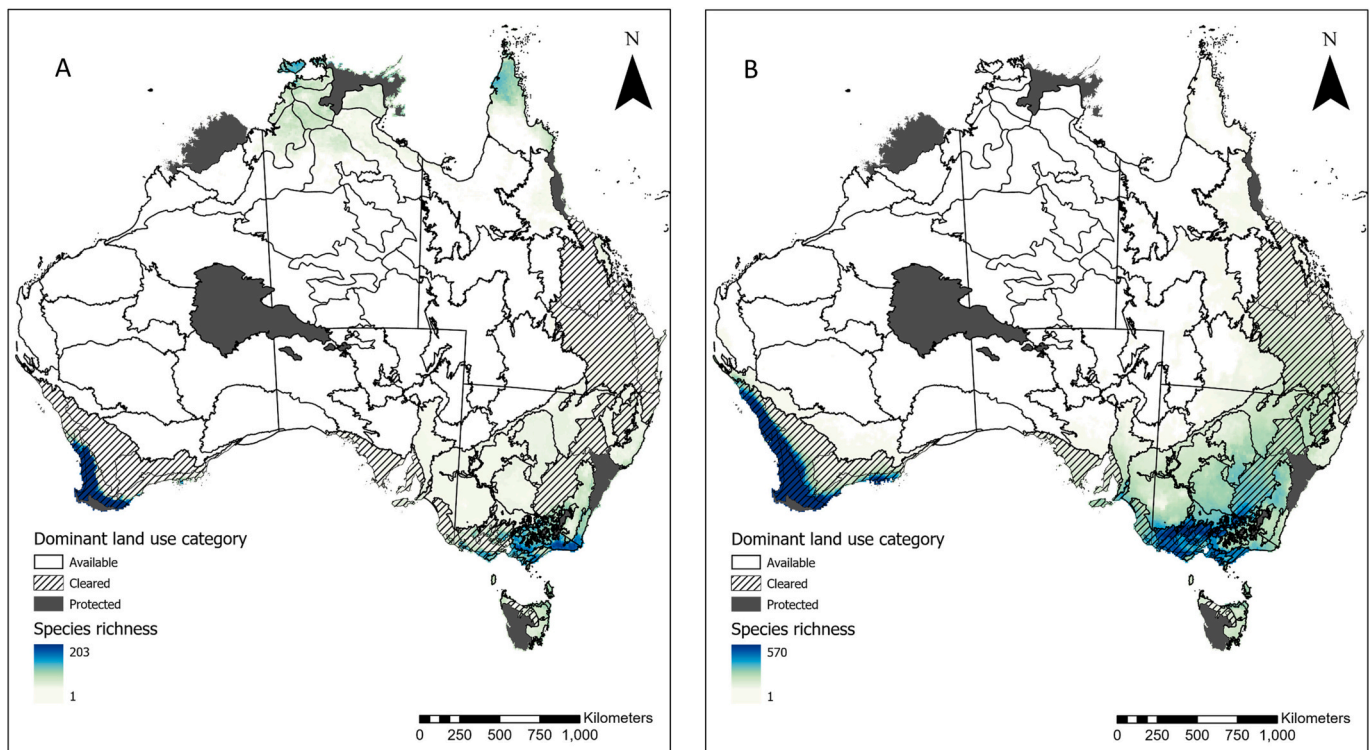 A
N
Dominant land use category
Available
Cleared
Protected
Species richness
203
1
Kilometers
0 250 500 750 1,000
B
N
Dominant land use category
Available
Cleared
Protected
Species richness
570
1
Kilometers
0 250 500 750 1,000